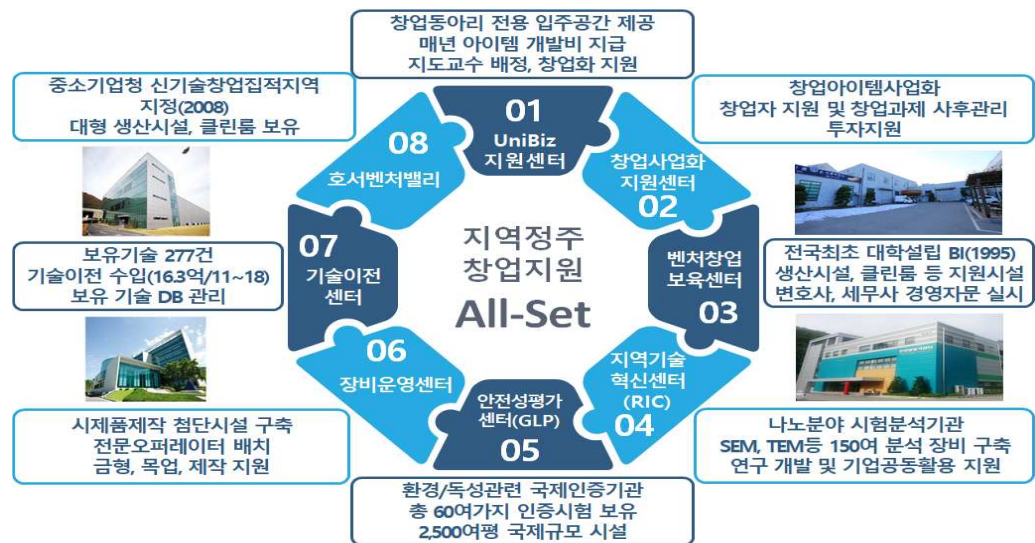 창업동아리 전용 입주공간 제공
매년 아이템 개발비 지급
지도교수 배정, 창업화 지원
01
UniBiz
지원센터
창업아이템사업화
창업자 지원 및 창업과제 사후관리
투자지원
창업사업화
지원센터
02
전국최초 대학설립 BI(1995)
생산시설, 클린룸 등 지원시설
변호사, 세무사 경영자문 실시
벤처창업
보육센터
03
나노분야 시험분석기관
SEM, TEM등 150여 분석 장비 구축
연구 개발 및 기업공동활용 지원
지역기술
혁신센터
(RIC)
04
안전성평가
센터(GLP)
05
환경/독성관련 국제인증기관
총 60여가지 인증시험 보유
2,500여평 국제규모 시설
06
장비운영센터
시제품제작 첨단시설 구축
전문오퍼레이터 배치
금형, 목업, 제작 지원
07
기술이전
센터
보유기술 277건
기술이전 수입(16.3억/11~18)
보유 기술 DB 관리
08
호서벤처밸리
중소기업청 신기술창업집적지역
지정(2008)
대형 생산시설, 클린룸 보유
지역정주
창업지원
All-Set